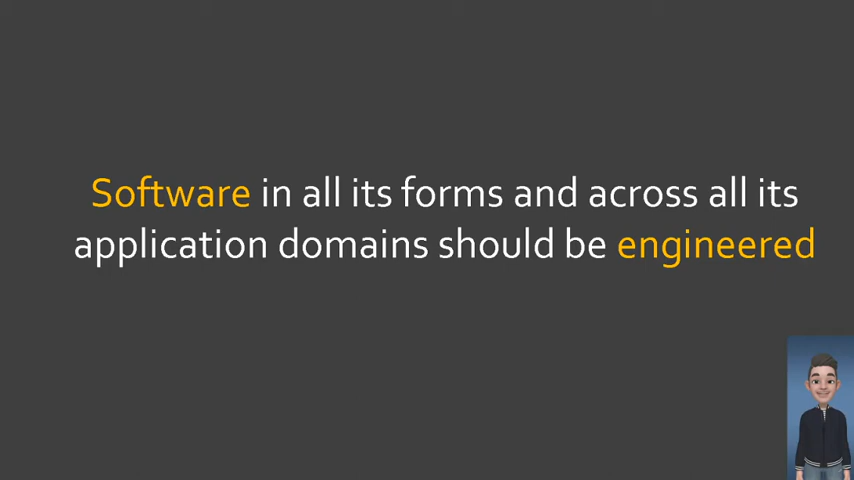 Software in all its forms and across all its
application domains should be engineered